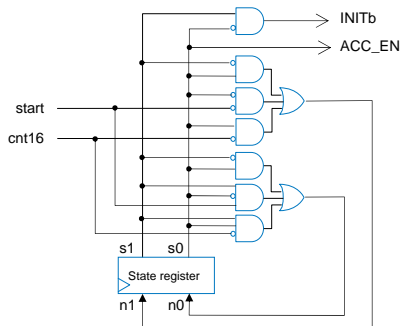 INITb
ACC_EN
start
cnt16
s1 s0
State register
n1 n0